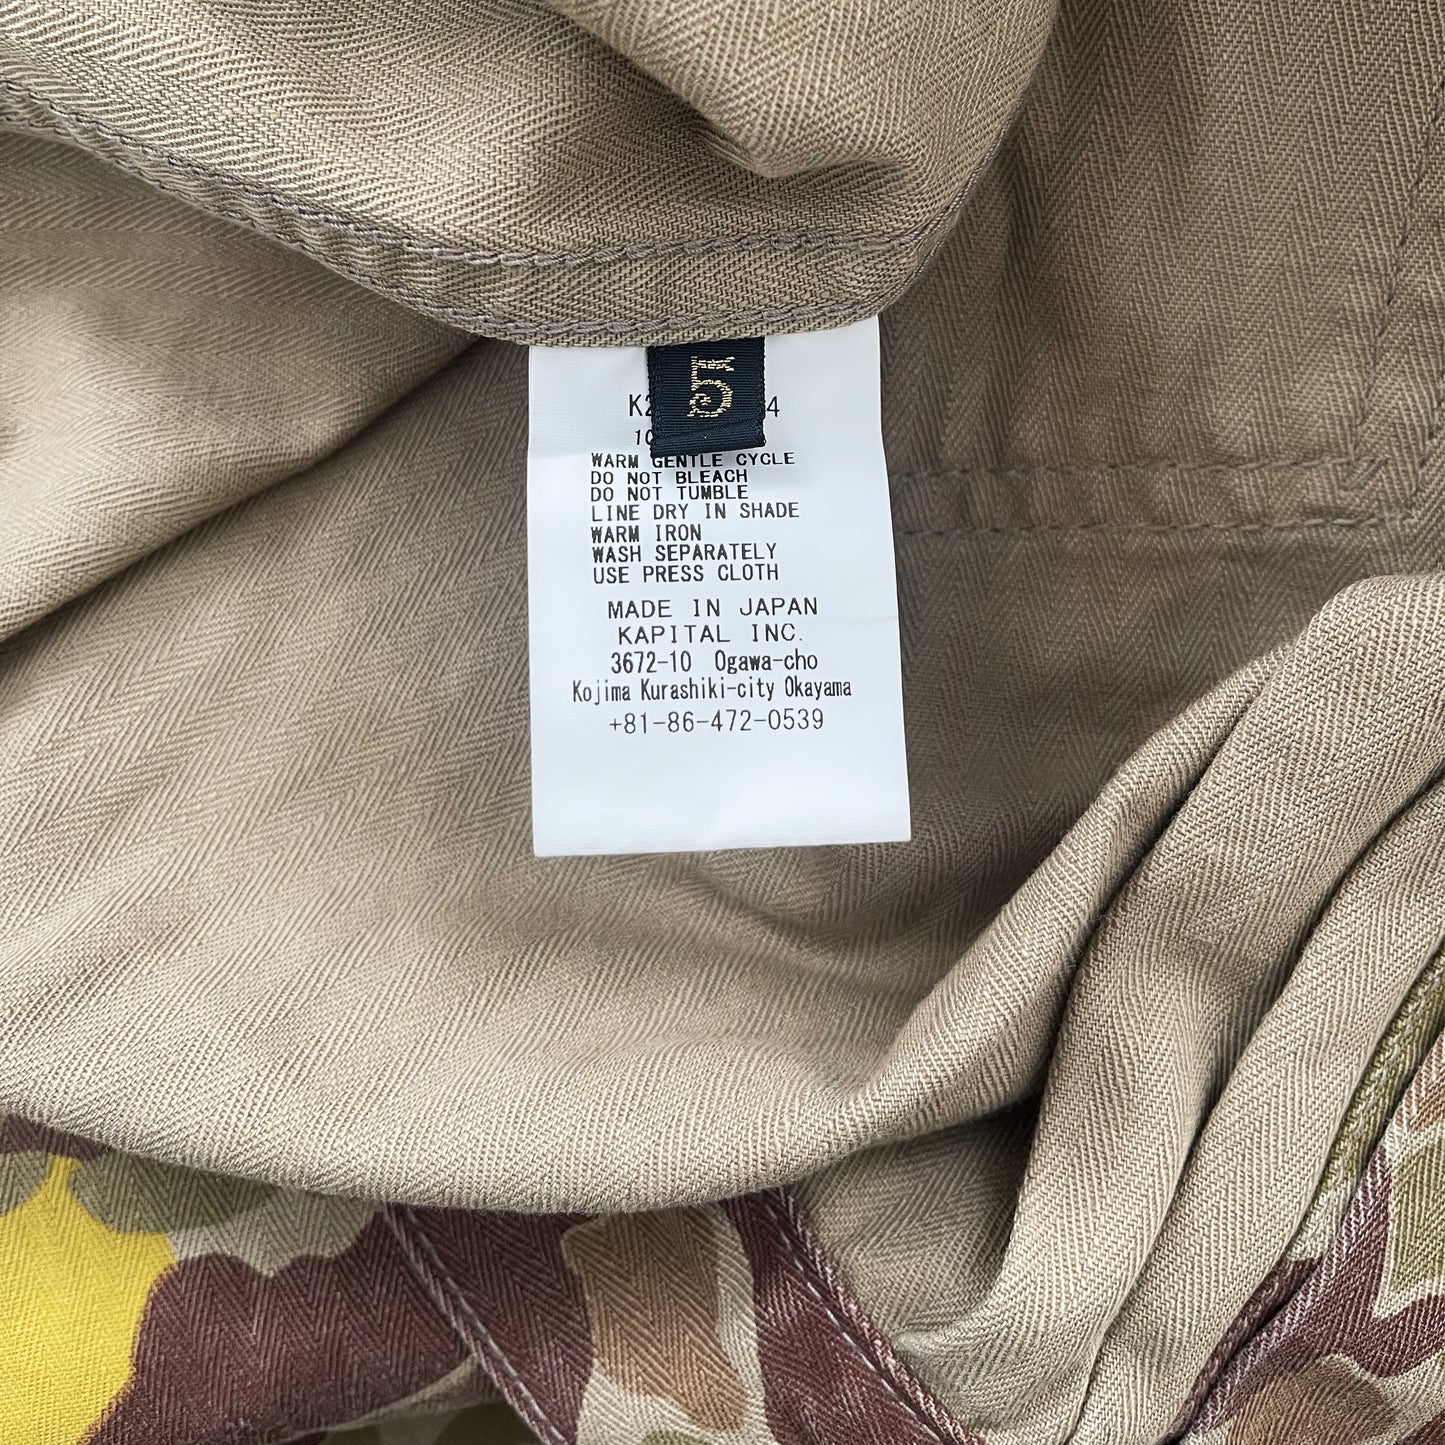 5
WARM GENTLE CYCLE
DO NOT BLEACH
DO NOT TUMBLE
LINE DRY IN SHADE
WARM IRON
WASH SEPARATELY
USE PRESS CLOTH
MADE IN JAPAN
KAPITAL INC.
3672-10 Ogawa-cho
Kojima Kurashiki-city Okayama
+81-86-472-0539